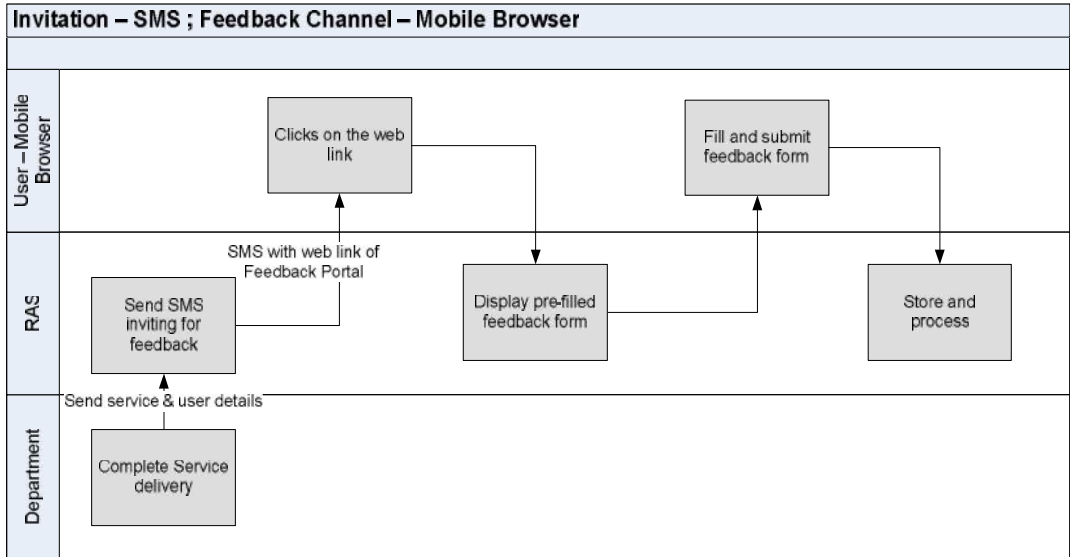 Invitation – SMS ; Feedback Channel – Mobile Browser
User – Mobile
Browser
Clicks on the web
link
Fill and submit
feedback form
RAS
SMS with web link of
Feedback Portal
Send SMS
inviting for
feedback
Display pre-filled
feedback form
Store and
process
Department
Send service & user details
Complete Service
delivery